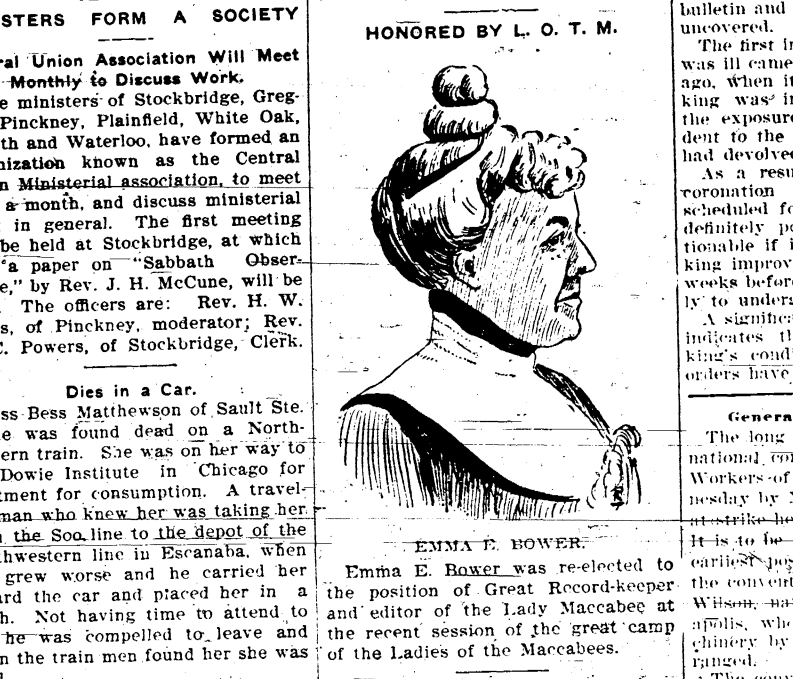 STERS FORM A SOCIETY
ral Union Association Will Meet
Monthly to Discuss Work.
e ministers of Stockbridge, Greg-
Pinckney, Plainfield, White Oak,
th and Waterloo, have formed an
nization known as the Central
n Ministerial association, to meet
a month, and discuss ministerial
in general. The first meeting
be held at Stockbridge, at which
a paper on "Sabbath Obser-
e," by Rev. J. H. McCune, will be
The officers are: Rev. H. W.
s, of Pinckney, moderator; Rev.
C. Powers, of Stockbridge, Clerk.
Dies in a Car.
ss Bess Matthewson of Sault Ste.
e was found dead on a North-
ern train. She was on her way to
Dowie Institute in Chicago for
tment for consumption. A travel-
man who knew her was taking her
the Soo line to the depot of the
hwestern line in Escanaba, when
grew worse and he carried her
ard the car and placed her in a
h. Not having time to attend to
he was compelled to leave and
n the train men found her she was
HONORED BY L. O. T. M.
EMMA E. BOWER.
Emma E. Bower was re-elected to
the position of Great Record-keeper
and editor of the Lady Maccabee at
the recent session of the great camp
of the Ladies of the Maccabees.
bulletin and
uncovered.
The first in
was ill came
ago, when it
king was in
the exposure
dent to the
had devolved
As a resu
coronation
scheduled fo
definitely po
tionable if i
king improv
weeks before
ly to underg
A significa
indicates th
king's condi
orders have
Genera
The long
national con
Workers of
nesday by
at strike he
It is to be
earliest pos
the convent
Wilson, nat
apolis, who
chinery by
ranged.
The conv